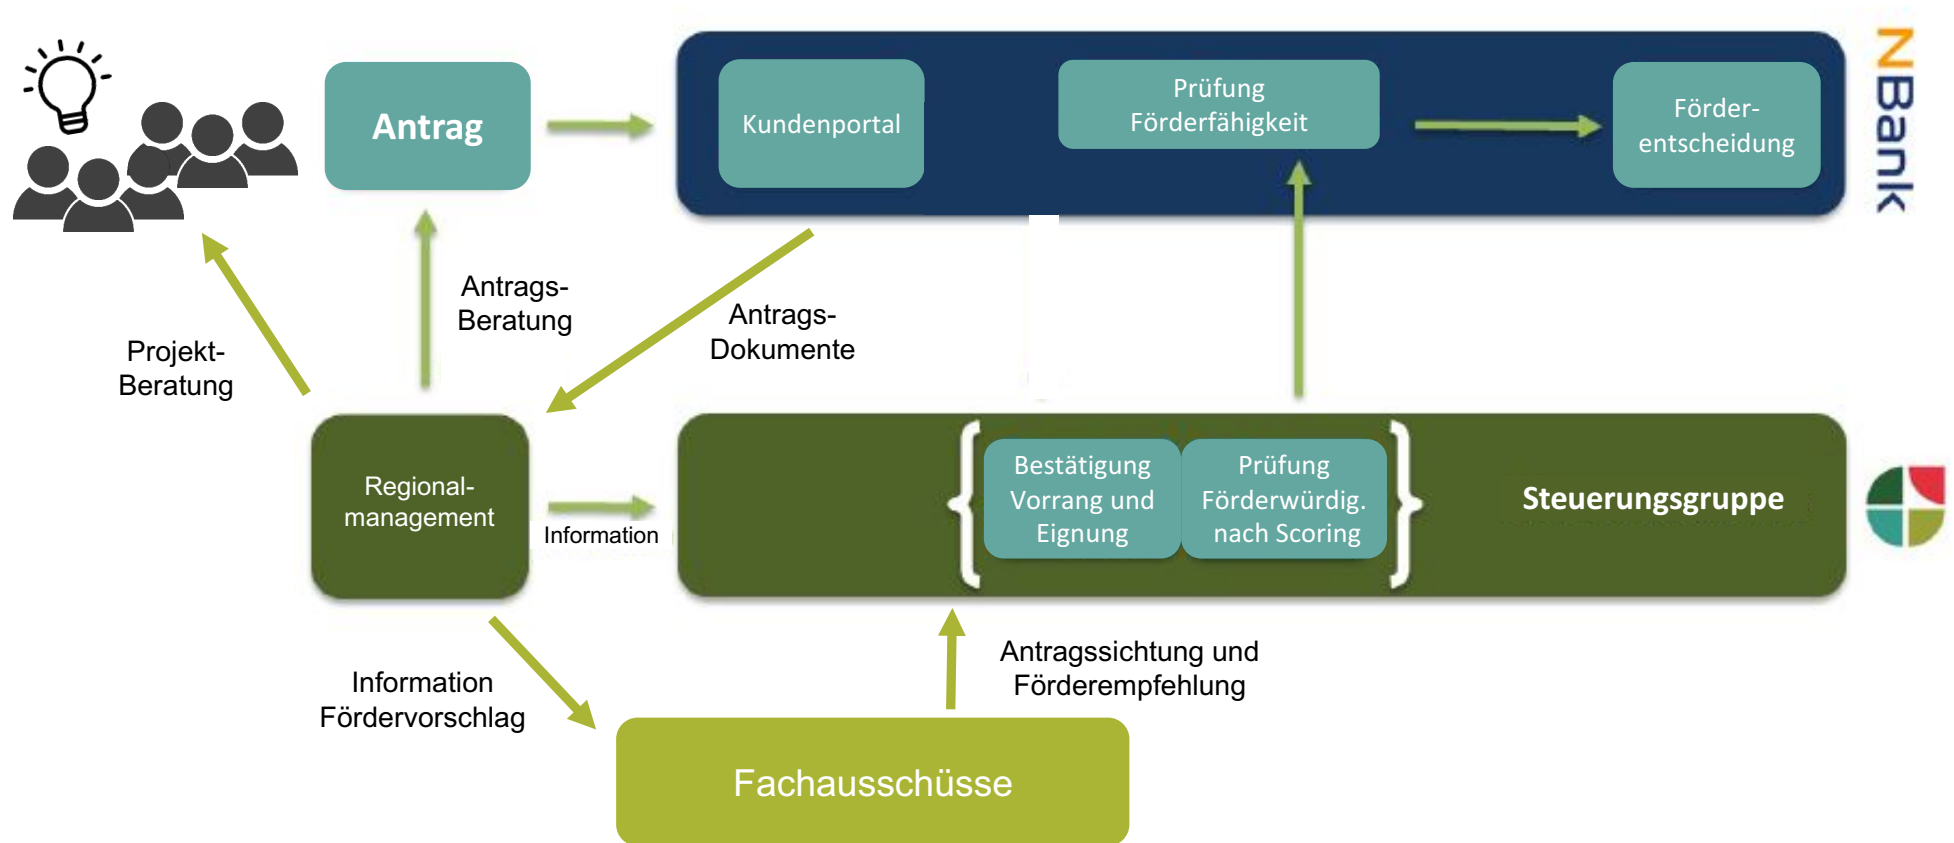 Antrag
Kundenportal
Prüfung
Förderfähigkeit
Förder-
entscheidung
NBank
Antrags-
Beratung
Antrags-
Dokumente
Projekt-
Beratung
Regional-
management
Information
Bestätigung
Vorrang und
Eignung
Prüfung
Förderwürdig.
nach Scoring
Steuerungsgruppe
Information
Fördervorschlag
Antragssichtung und
Förderempfehlung
Fachausschüsse